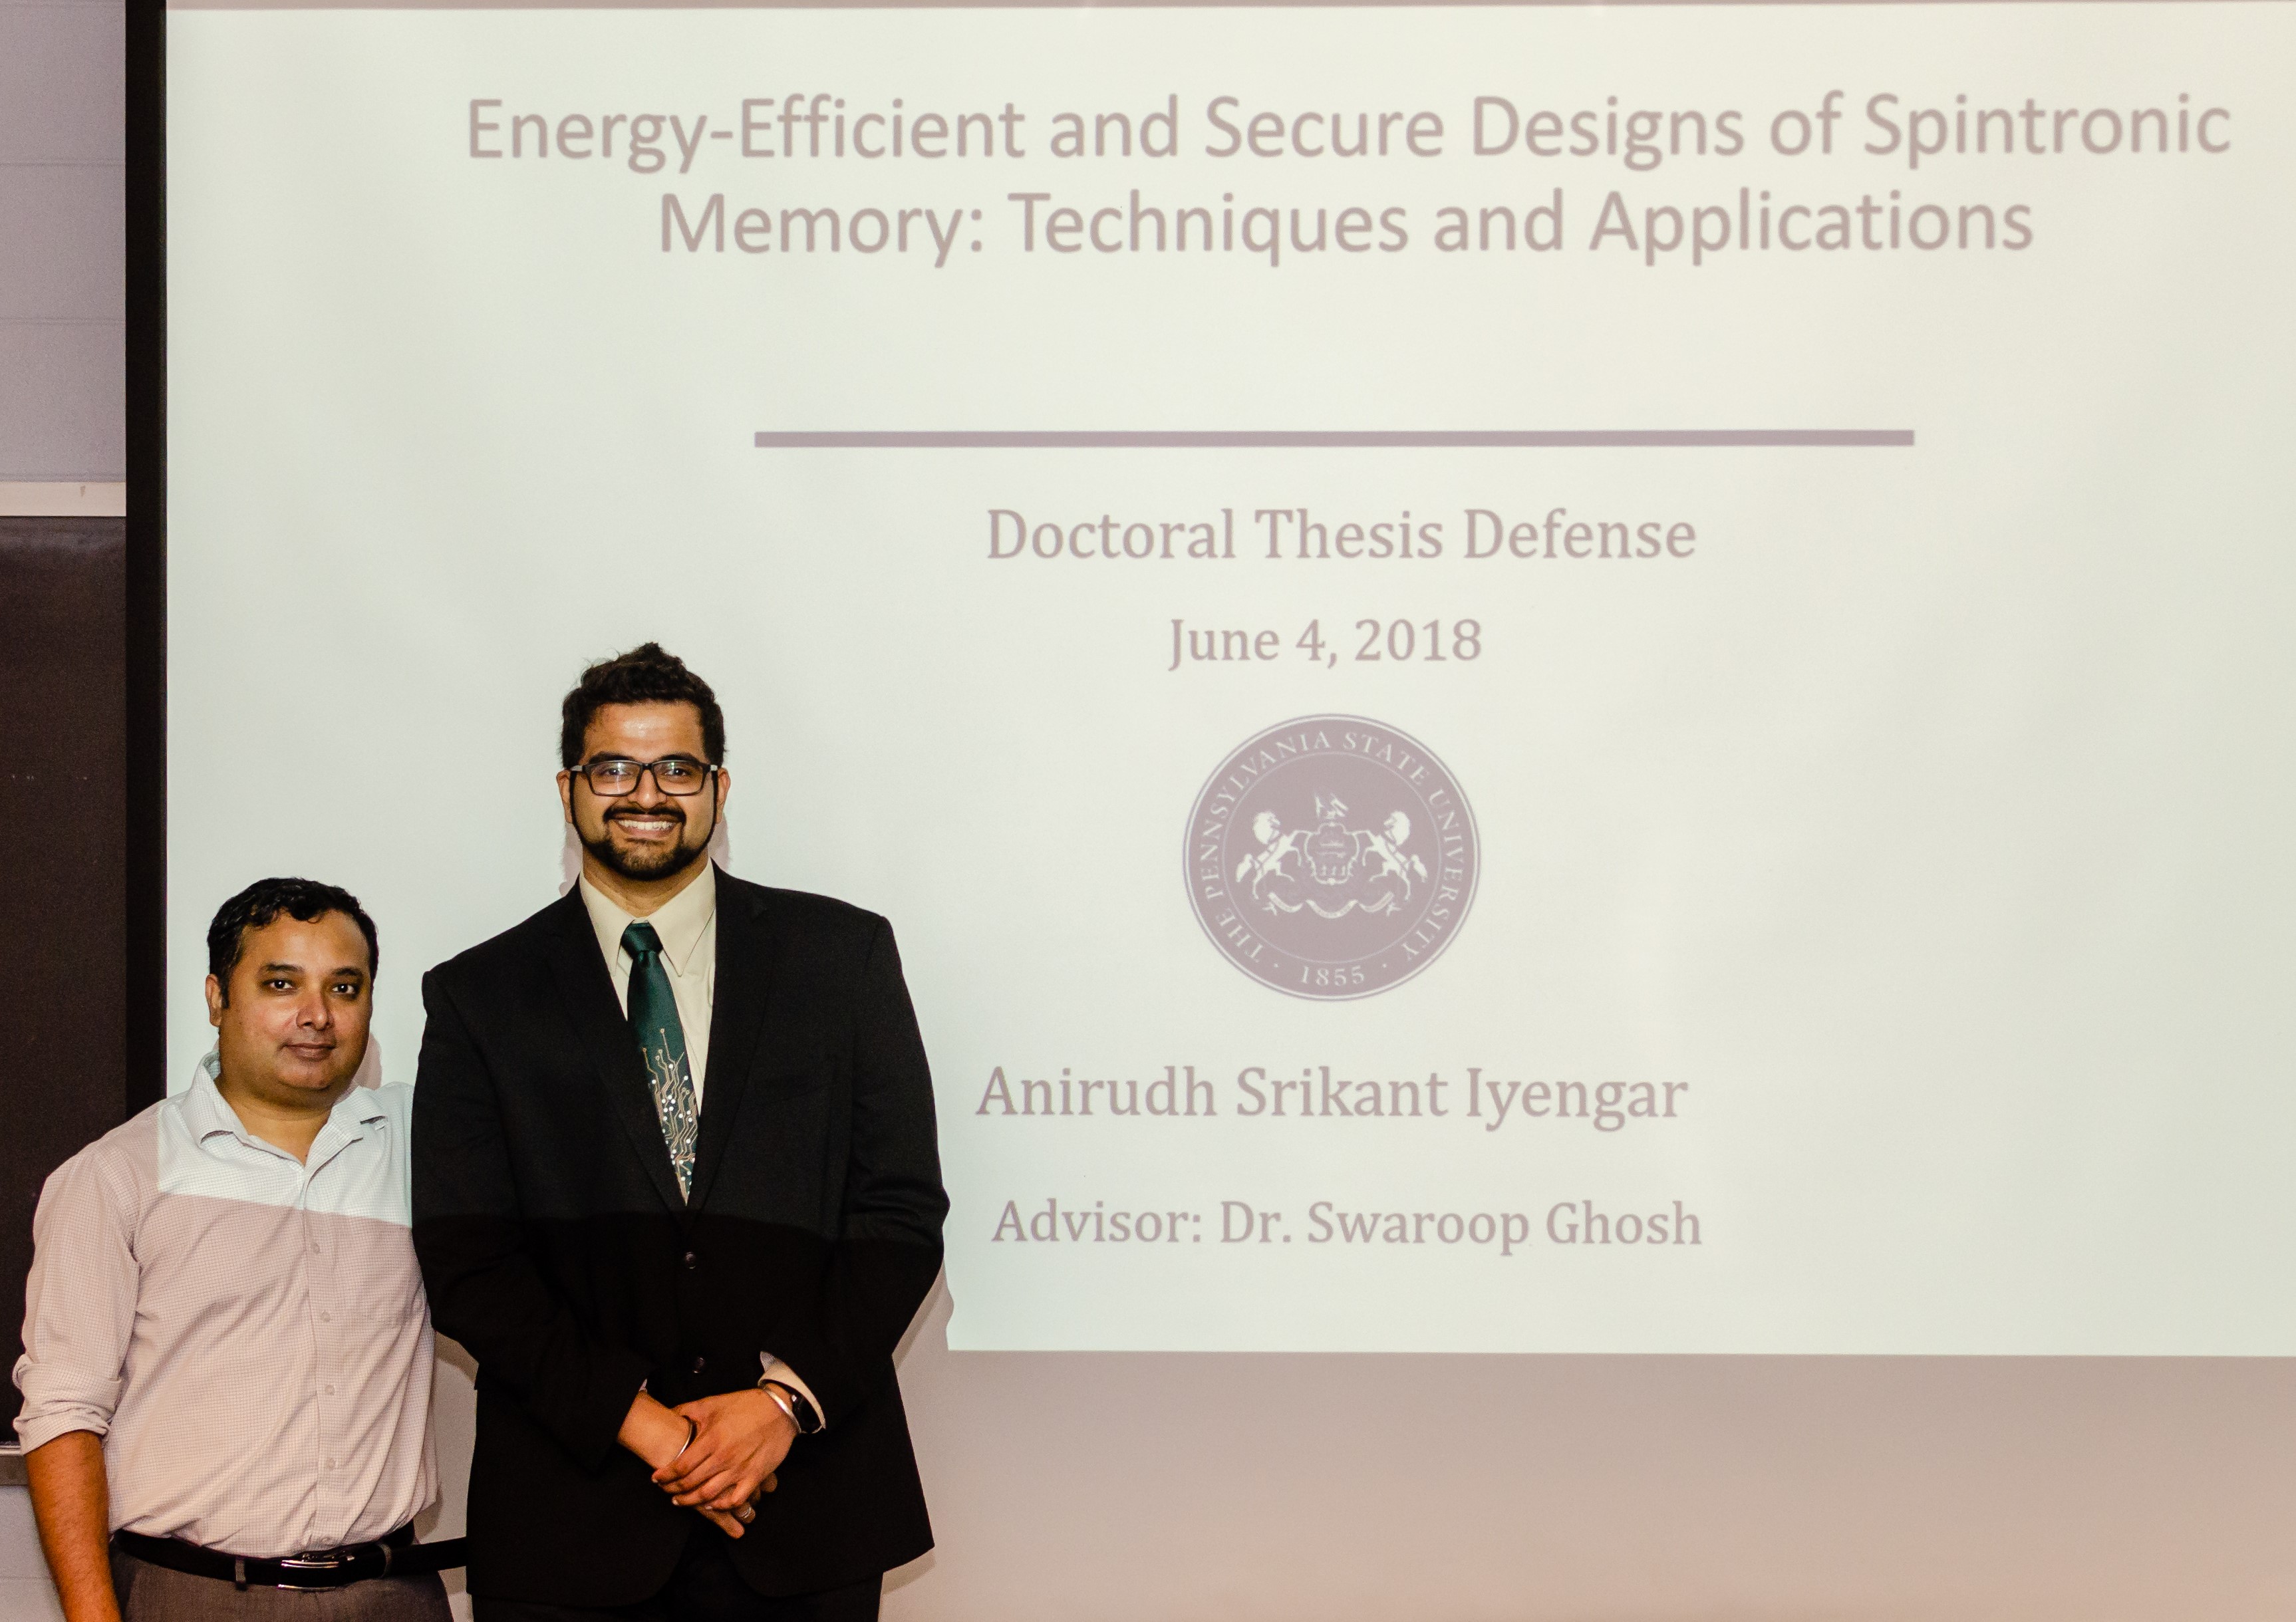 Energy-Efficient and Secure Designs of Spintronic
Memory: Techniques and Applications
Doctoral Thesis Defense
June 4, 2018
THE PENNSYLVANIA STATE UNIVERSITY
· 1855 ·
Anirudh Srikant Iyengar
Advisor: Dr. Swaroop Ghosh